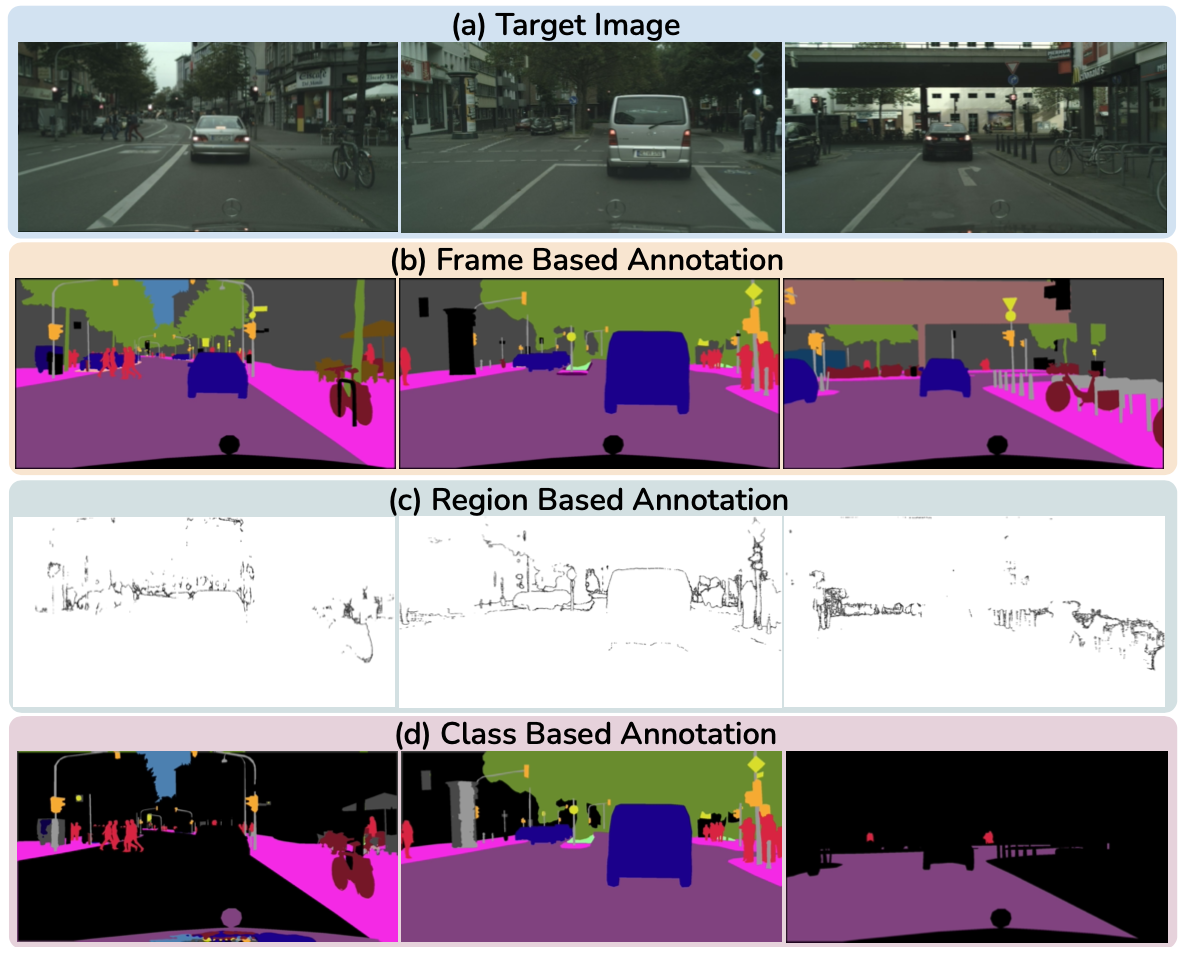 (a) Target Image
(b) Frame Based Annotation
(c) Region Based Annotation
(d) Class Based Annotation